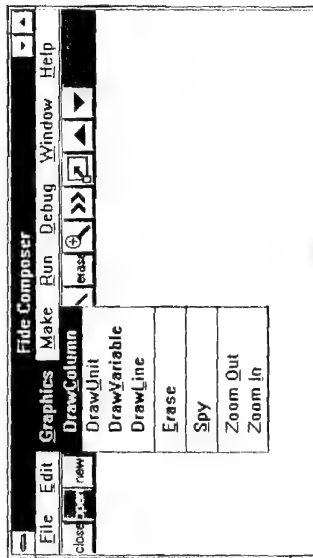 Fide Composer
File Edit Graphics Make Run Debug Window Help
close open new erase
DrawColumn
DrawUnit
DrawVariable
DrawLine
Erase
Spy
Zoom Out
Zoom In